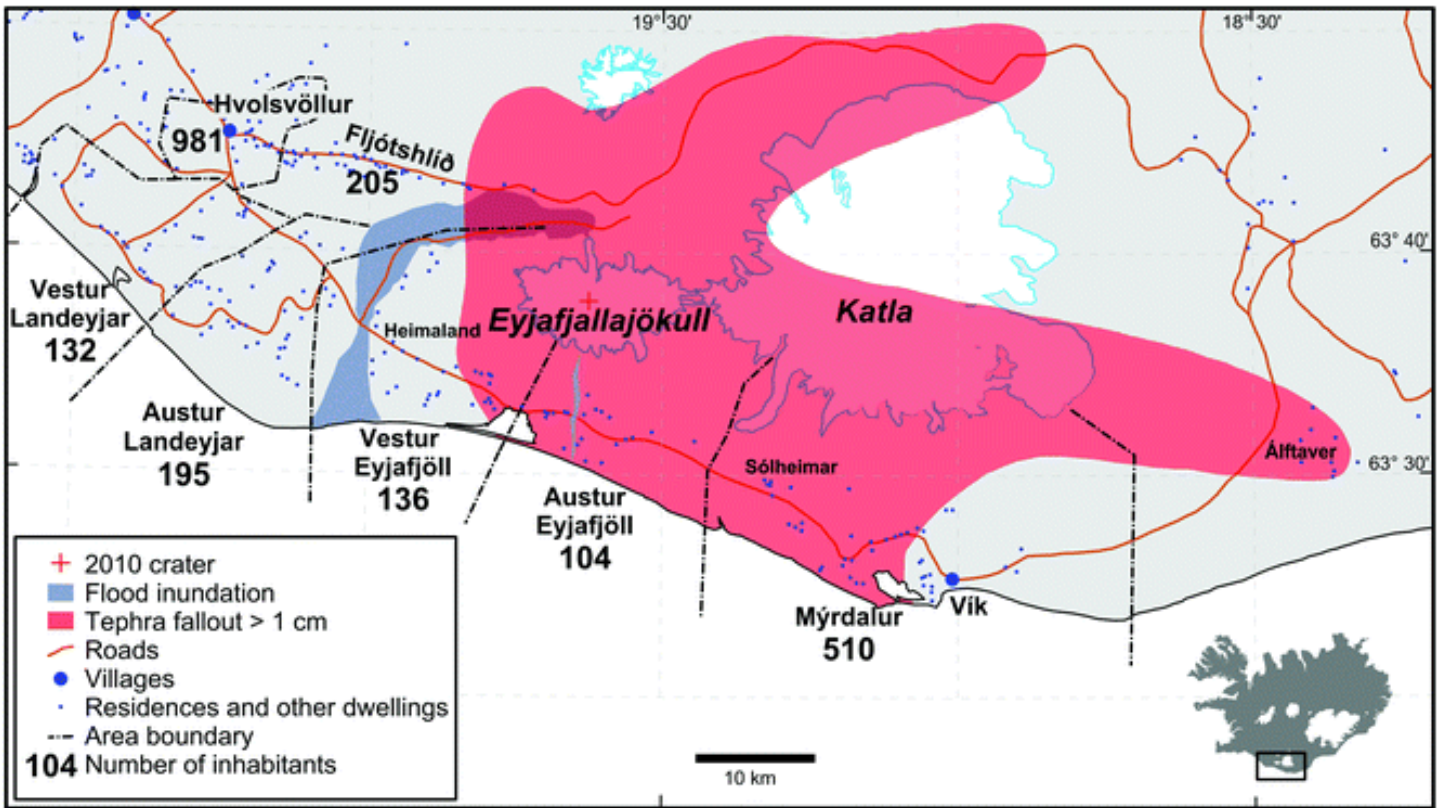 19° 30'
18° 30'
Hvolsvöllur
981
Fljótshlíð
205
63° 40'
Vestur
Landeyjar
132
Heimaland
Eyjafjallajökull
Katla
Austur
Landeyjar
195
Vestur
Eyjafjöll
136
Álftaver
63° 30'
Sólheimar
Austur
Eyjafjöll
104
Mýrdalur
510
Vík
2010 crater
Flood inundation
Tephra fallout > 1 cm
Roads
Villages
Residences and other dwellings
Area boundary
104 Number of inhabitants
10 km